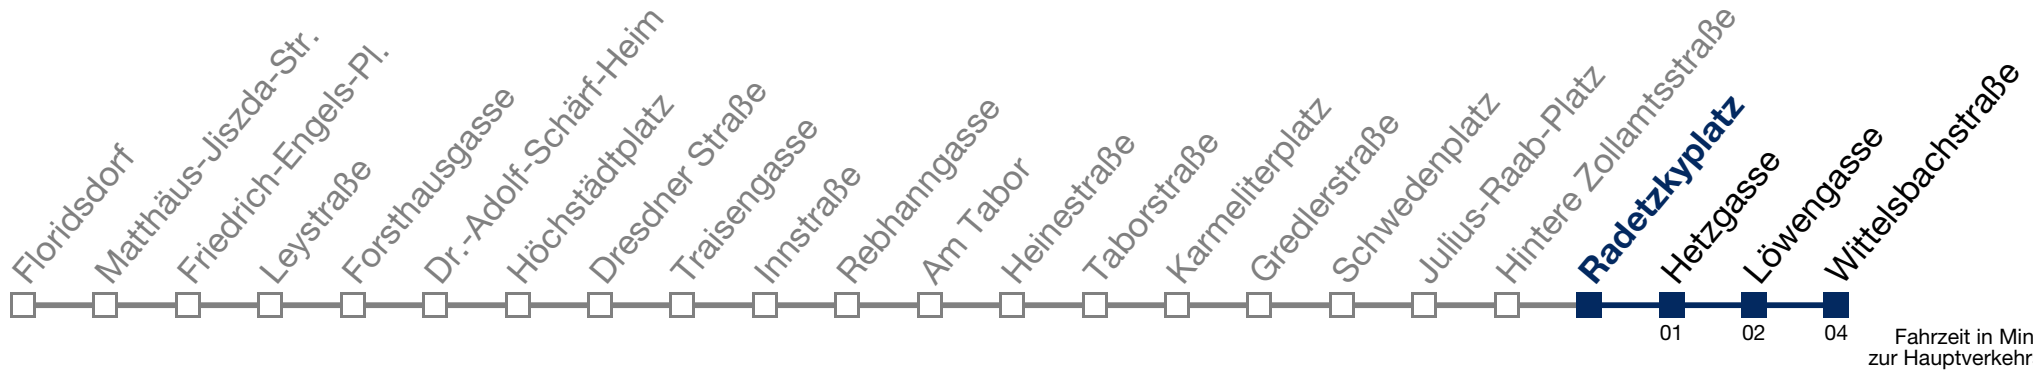 Floridsdorf
Matthäus-Jiszda-Str.
Friedrich-Engels-Pl.
Leystraße
Forsthausgasse
Dr.-Adolf-Schärf-Heim
Höchstädtplatz
Dresdner Straße
Traisengasse
Innstraße
Rebhanngasse
Am Tabor
Heinestraße
Taborstraße
Karmeliterplatz
Gredlerstraße
Schwedenplatz
Julius-Raab-Platz
Hintere Zollamtsstraße
Radetzkyplatz
Hetzgasse
Löwengasse
Wittelsbachstraße
01 02 04
Fahrzeit in Min
zur Hauptverkehr